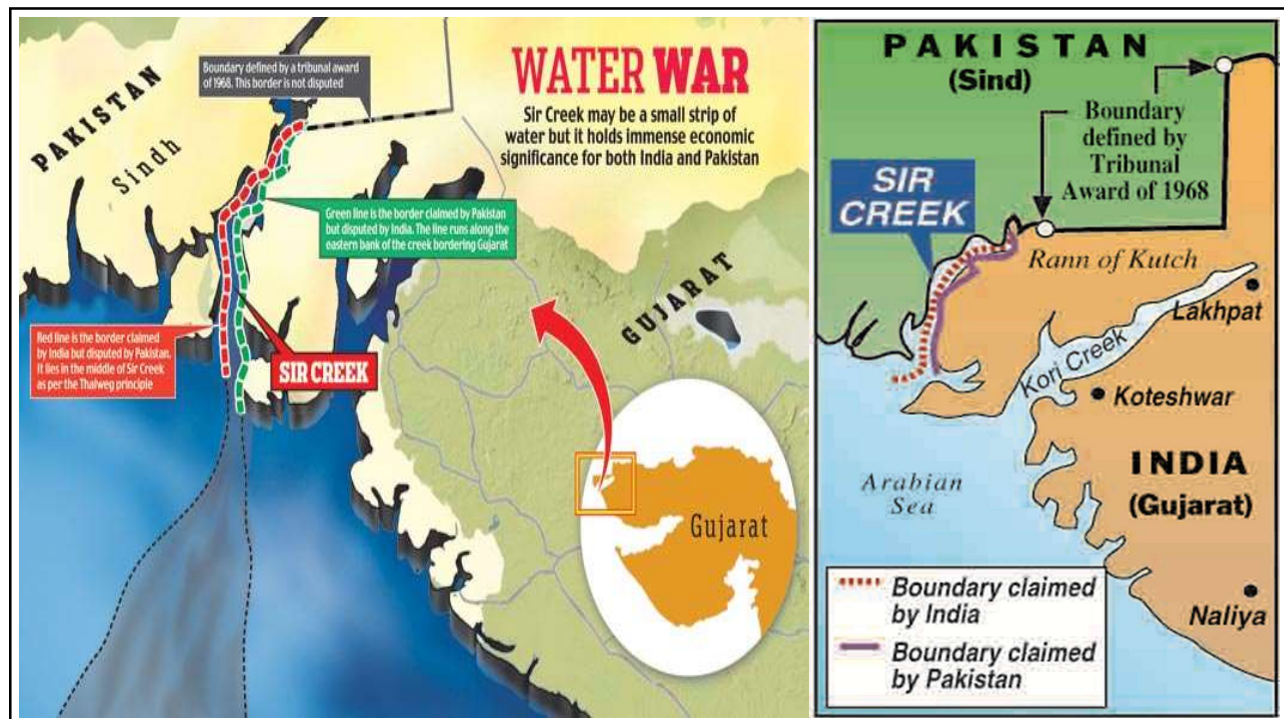 WATER WAR
Sir Creek may be a small strip of
water but it holds immense economic
significance for both India and Pakistan
Boundary defined by a tribunal award
of 1968. This border is not disputed
PAKISTAN
Sindh
Green line is the border claimed by Pakistan
but disputed by India. The line runs along the
eastern bank of the creek bordering Gujarat
GUJARAT
Red line is the border claimed
by India but disputed by Pakistan.
It lies in the middle of Sir Creek
as per the Thalweg principle
SIR CREEK
Gujarat
PAKISTAN
(Sind)
Boundary
defined by
Tribunal
Award of 1968
SIR
CREEK
Rann of Kutch
Lakhpat
Kori Creek
Koteshwar
Arabian
Sea
INDIA
(Gujarat)
Naliya
Boundary claimed
by India
Boundary claimed
by Pakistan